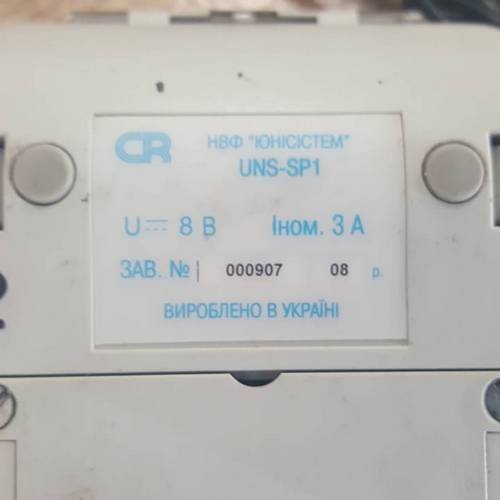 CR НВФ "ЮНІСІСТЕМ"
UNS-SP1
U 8 В Іном. 3 А
ЗАВ. № 000907 08 р.
ВИРОБЛЕНО В УКРАЇНІ